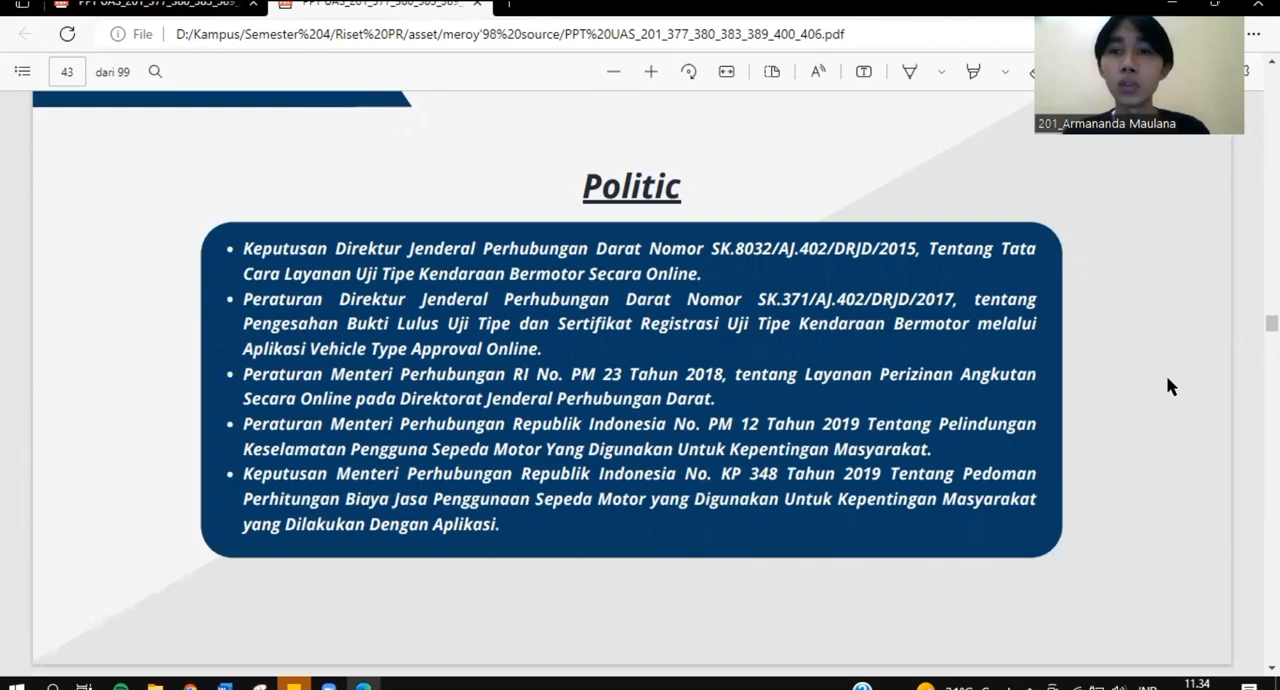 File
D:/Kampus/Semester%204/Riset%20PR/asset/meroy'98%20source/PPT%20UAS_201_377_380_383_389_400_406.pdf
43 dari 99
201_Armananda Maulana
Politic
• Keputusan Direktur Jenderal Perhubungan Darat Nomor SK.8032/AJ.402/DRJD/2015, Tentang Tata
Cara Layanan Uji Tipe Kendaraan Bermotor Secara Online.
• Peraturan Direktur Jenderal Perhubungan Darat Nomor SK.371/AJ.402/DRJD/2017, tentang
Pengesahan Bukti Lulus Uji Tipe dan Sertifikat Registrasi Uji Tipe Kendaraan Bermotor melalui
Aplikasi Vehicle Type Approval Online.
• Peraturan Menteri Perhubungan RI No. PM 23 Tahun 2018, tentang Layanan Perizinan Angkutan
Secara Online pada Direktorat Jenderal Perhubungan Darat.
• Peraturan Menteri Perhubungan Republik Indonesia No. PM 12 Tahun 2019 Tentang Pelindungan
Keselamatan Pengguna Sepeda Motor Yang Digunakan Untuk Kepentingan Masyarakat.
• Keputusan Menteri Perhubungan Republik Indonesia No. KP 348 Tahun 2019 Tentang Pedoman
Perhitungan Biaya Jasa Penggunaan Sepeda Motor yang Digunakan Untuk Kepentingan Masyarakat
yang Dilakukan Dengan Aplikasi.
11.34